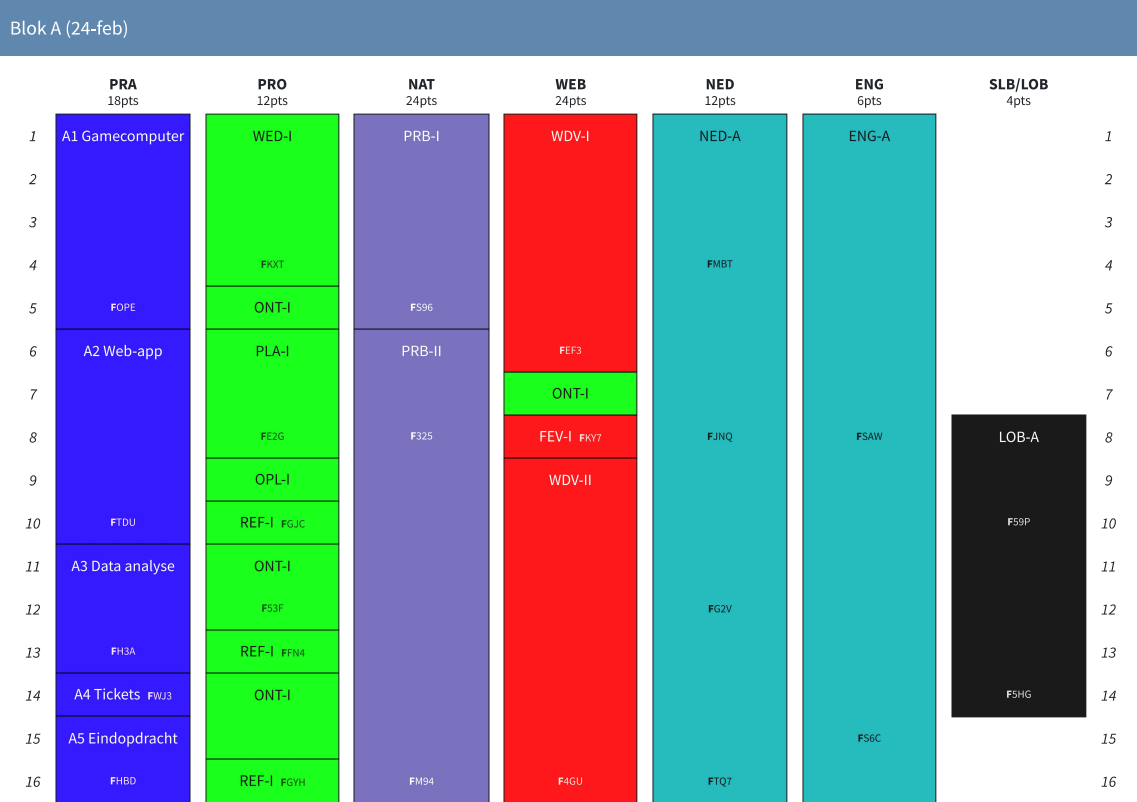 Blok A (24-feb)
PRA PRO NAT WEB NED ENG SLB/LOB
18pts 12pts 24pts 24pts 12pts 6pts 4pts
1 A1 Gamecomputer WED-I PRB-I WDV-I NED-A ENG-A 1
2 2
3 3
4 FKXT FMBT 4
5 FOPE ONT-I FS96 5
6 A2 Web-app PLA-I PRB-II FEF3 6
7 ONT-I 7
8 FE2G F325 FEV-I FKY7 FJNQ FSAW LOB-A 8
9 OPL-I WDV-II 9
10 FTDU REF-I FGJC F59P 10
11 A3 Data analyse ONT-I 11
12 F53F FG2V 12
13 FH3A REF-I FFN4 13
14 A4 Tickets FWJ3 ONT-I F5HG 14
15 A5 Eindopdracht FS6C 15
16 FHBD REF-I FGYH FM94 F4GU FTQ7 16